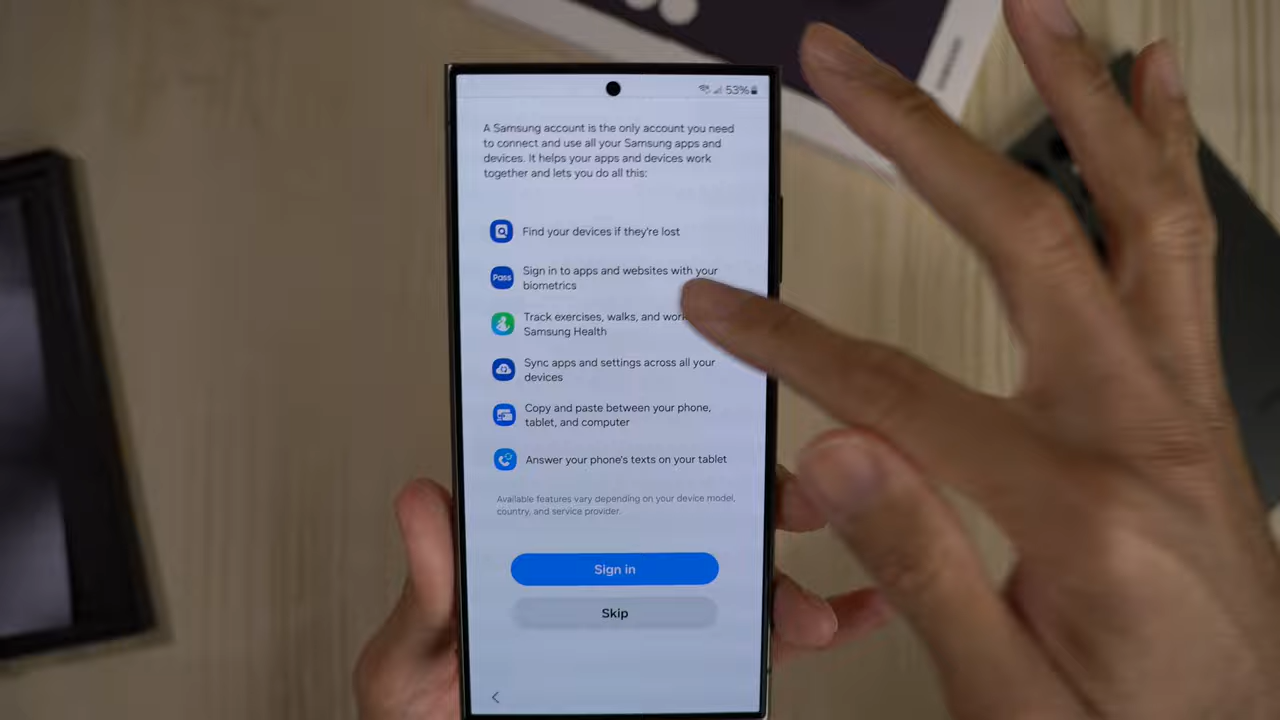 53%
A Samsung account is the only account you need
to connect and use all your Samsung apps and
devices. It helps your apps and devices work
together and lets you do all this:
Find your devices if they're lost
Pass
Sign in to apps and websites with your
biometrics
Track exercises, walks, and
Samsung Health
Sync apps and settings across all your
devices
Copy and paste between your phone,
tablet, and computer
Answer your phone's texts on your tablet
Available features vary depending on your device model,
country, and service provider.
Sign in
Skip